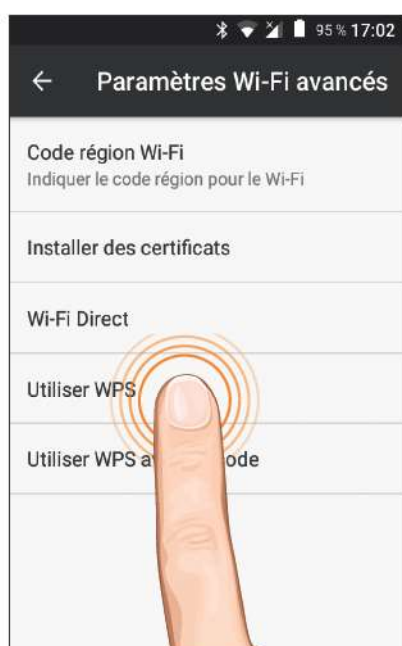 95 % 17:02
Paramètres Wi-Fi avancés
Code région Wi-Fi
Indiquer le code région pour le Wi-Fi
Installer des certificats
Wi-Fi Direct
Utiliser WPS
Utiliser WPS ode